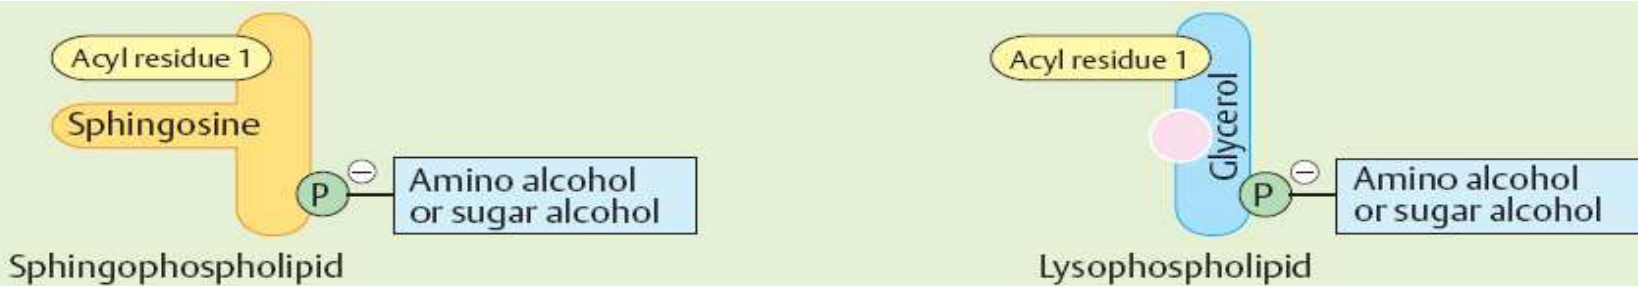 Acyl residue 1
Sphingosine
P
−
Amino alcohol
or sugar alcohol
Sphingophospholipid
Acyl residue 1
Glycerol
P
−
Amino alcohol
or sugar alcohol
Lysophospholipid